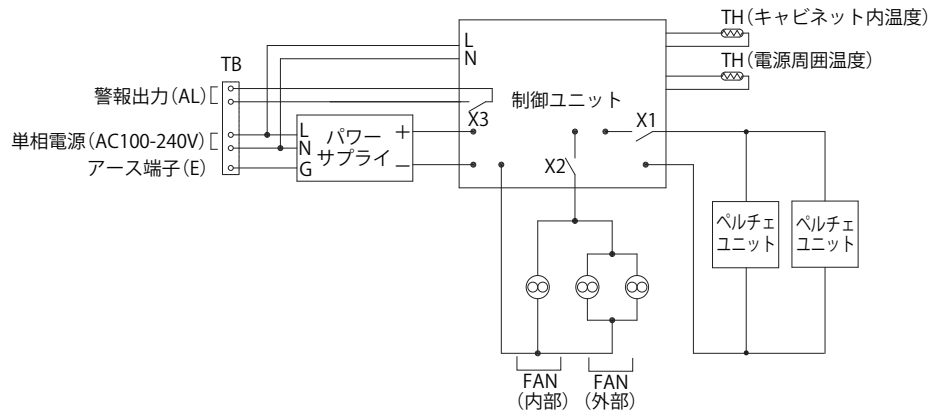 TH(キャビネット内温度)
L
N
TH(電源周囲温度)
TB
警報出力(AL)
制御ユニット
X3
X1
単相電源(AC100-240V)
L
N
G
パワー
サプライ
+
−
アース端子(E)
X2
ペルチェ
ユニット
ペルチェ
ユニット
FAN
(内部)
FAN
(外部)